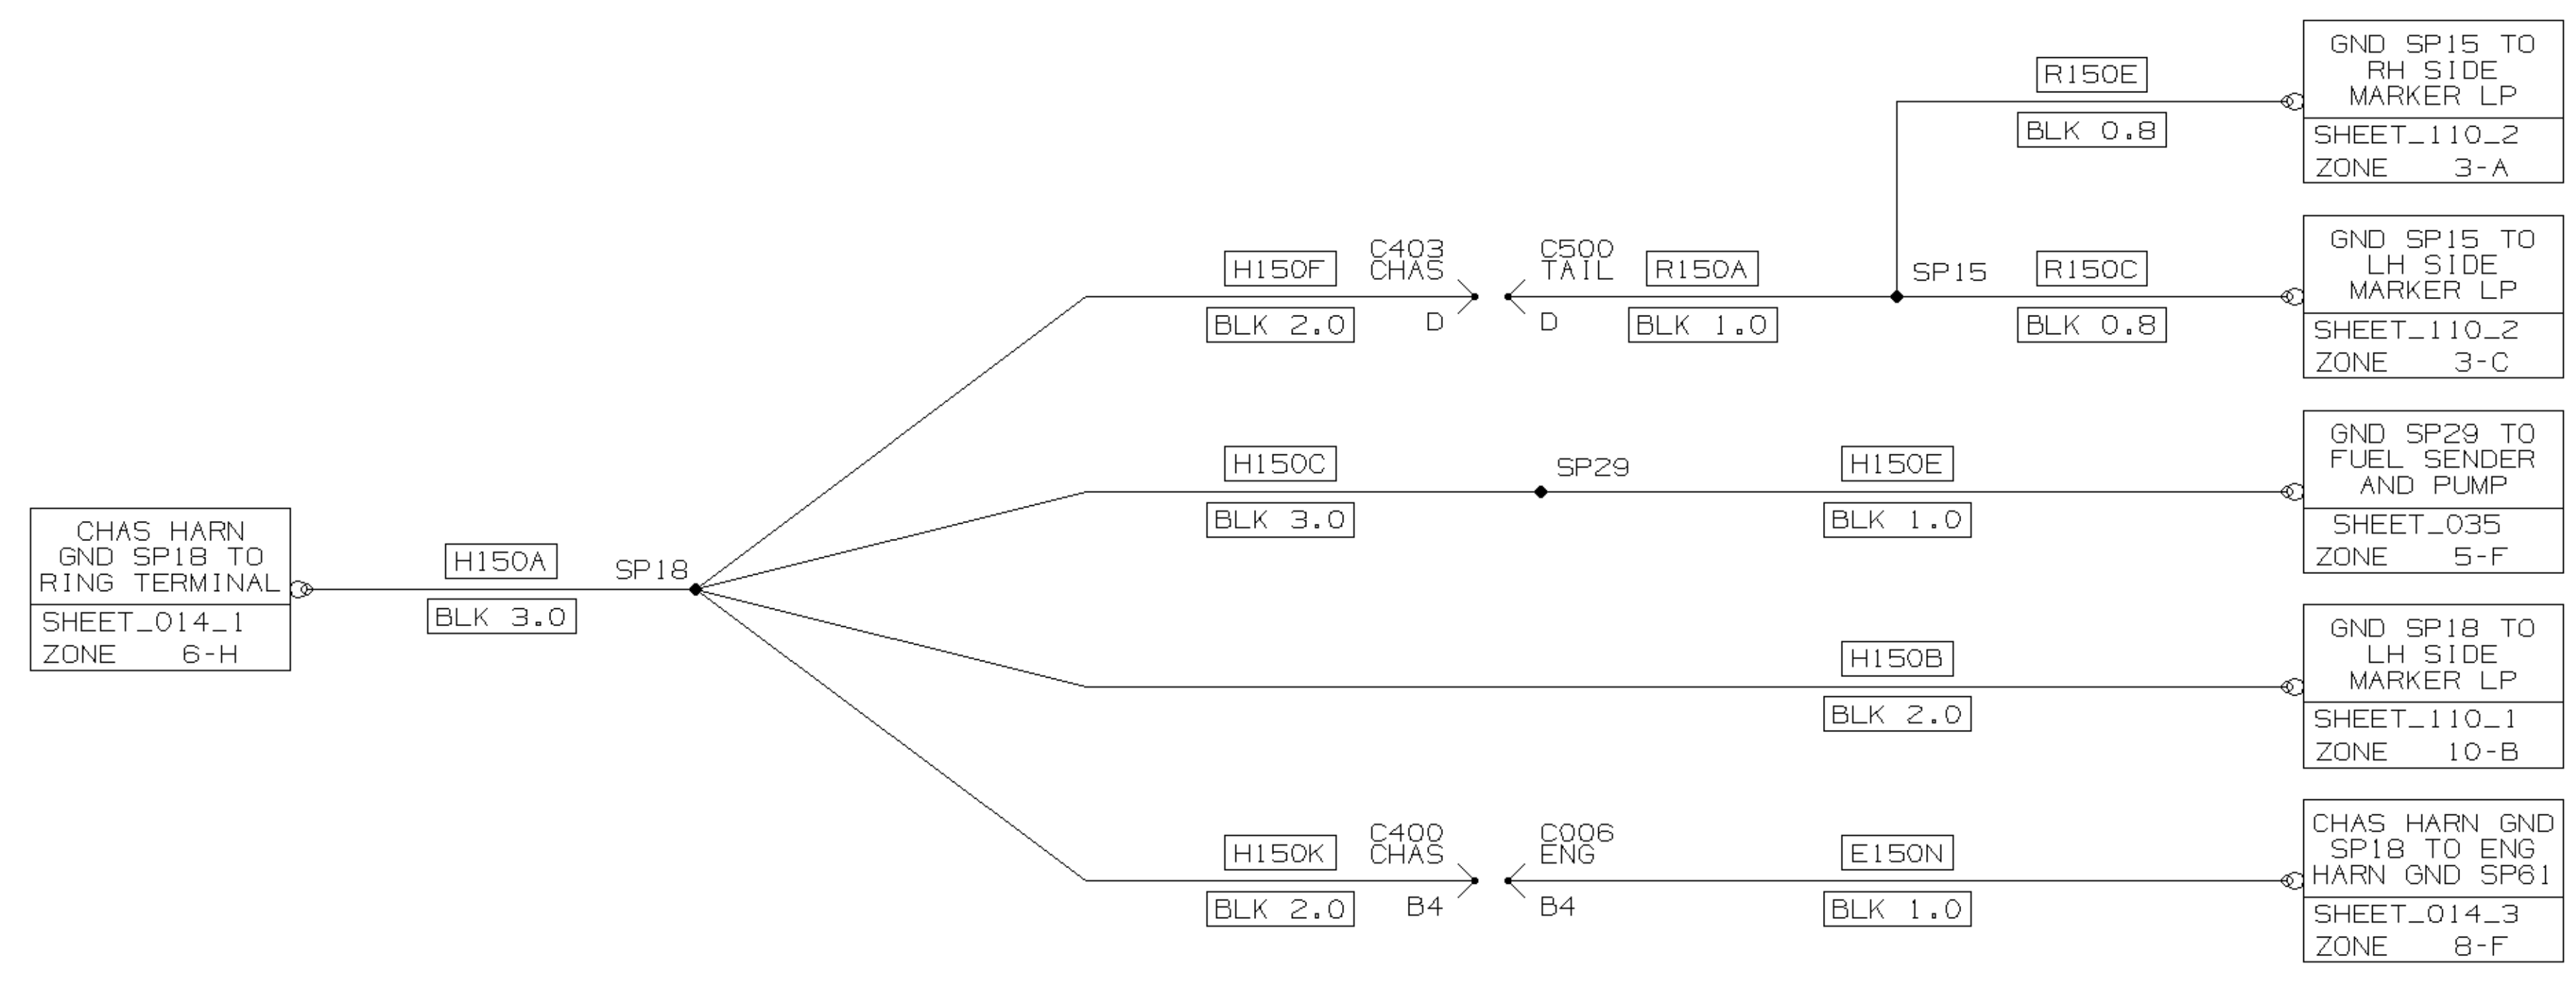 GND SP15 TO
RH SIDE
MARKER LP
SHEET_110_2
ZONE 3-A
R150E
BLK 0.8
GND SP15 TO
LH SIDE
MARKER LP
SHEET_110_2
ZONE 3-C
H150F
BLK 2.0
C403
CHAS
D
C500
TAIL
D
R150A
BLK 1.0
SP15
R150C
BLK 0.8
GND SP29 TO
FUEL SENDER
AND PUMP
SHEET_035
ZONE 5-F
H150C
BLK 3.0
SP29
H150E
BLK 1.0
CHAS HARN
GND SP18 TO
RING TERMINAL
SHEET_014_1
ZONE 6-H
H150A
BLK 3.0
SP18
H150B
BLK 2.0
GND SP18 TO
LH SIDE
MARKER LP
SHEET_110_1
ZONE 10-B
H150K
BLK 2.0
C400
CHAS
B4
C006
ENG
B4
E150N
BLK 1.0
CHAS HARN GND
SP18 TO ENG
HARN GND SP61
SHEET_014_3
ZONE 8-F